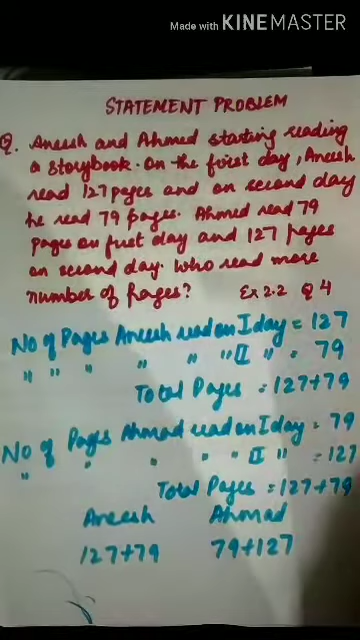 Made with KINEMASTER
STATEMENT PROBLEM
Q. Aneesh and Ahmed starting reading
a storybook. On the first day, Aneesh
read 127 pages and on second day
he read 79 pages. Ahmed read 79
pages on first day and 127 pages
on second day. Who read more
number of Pages? Ex 2.2 Q 4
No of Pages Aneesh read on I day = 127
" " " " " " II " = 79
Total Pages = 127+79
No of Pages Ahmad read on I day = 79
" " " " " II " = 127
Total Pages = 127+79
Aneesh Ahmad
127+79 79+127